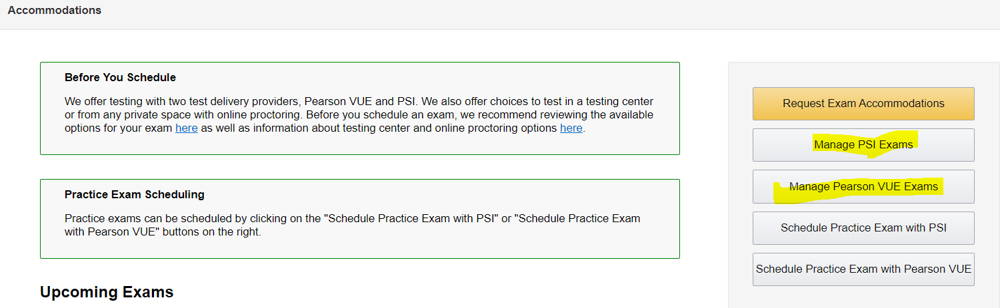 Accommodations
Before You Schedule
We offer testing with two test delivery providers, Pearson VUE and PSI. We also offer choices to test in a testing center
or from any private space with online proctoring. Before you schedule an exam, we recommend reviewing the available
options for your exam here as well as information about testing center and online proctoring options here.
Practice Exam Scheduling
Practice exams can be scheduled by clicking on the "Schedule Practice Exam with PSI" or "Schedule Practice Exam
with Pearson VUE" buttons on the right.
Upcoming Exams
Request Exam Accommodations
Manage PSI Exams
Manage Pearson VUE Exams
Schedule Practice Exam with PSI
Schedule Practice Exam with Pearson VUE